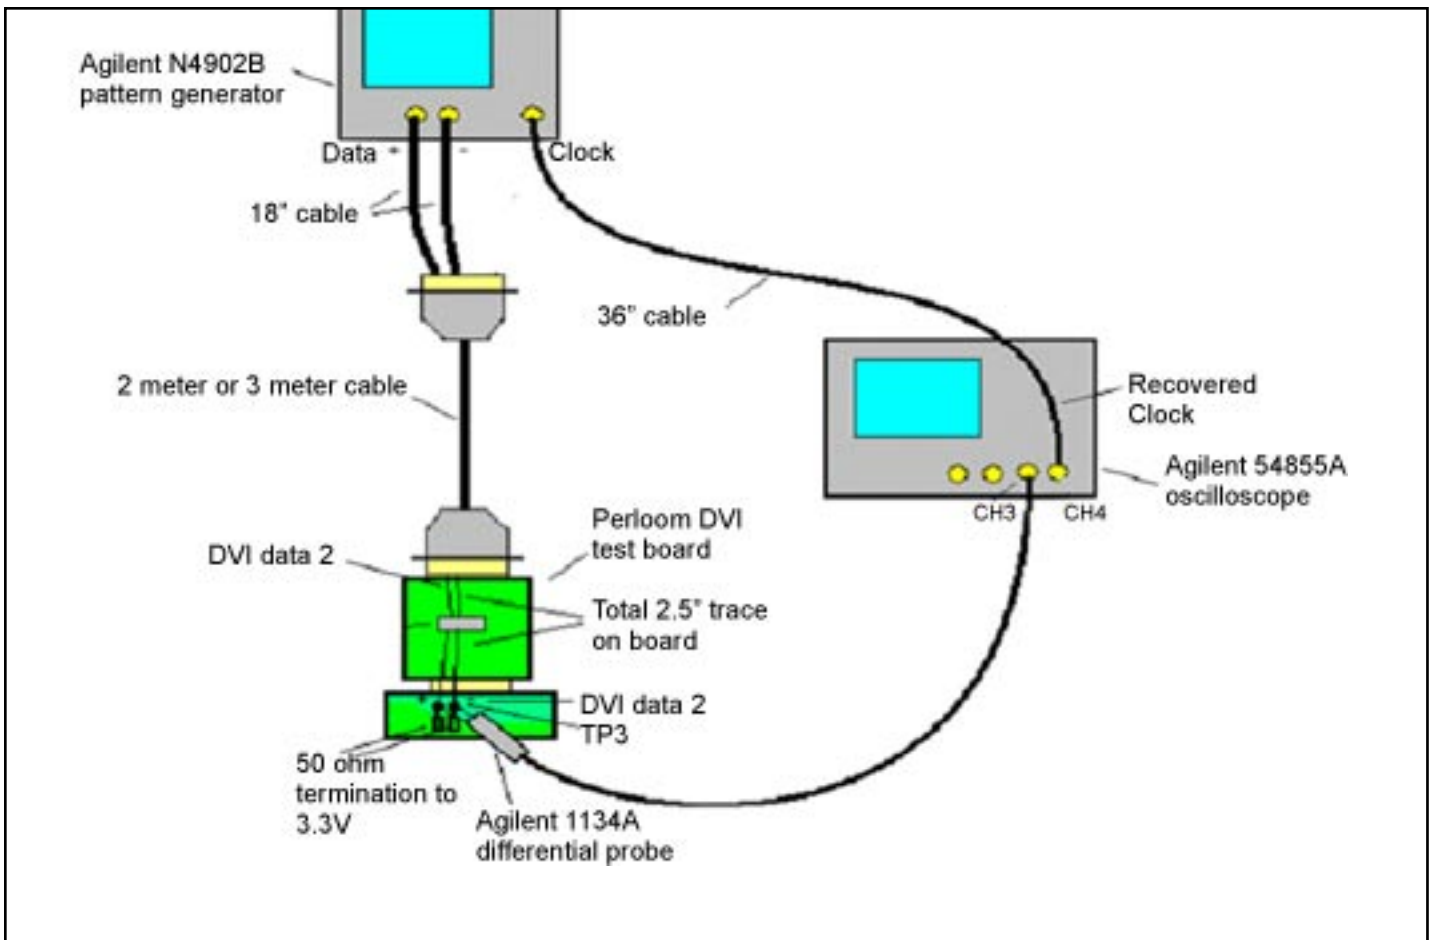 Agilent N4902B
pattern generator
Data + -
Clock
18" cable
36" cable
2 meter or 3 meter cable
Recovered
Clock
Agilent 54855A
oscilloscope
CH3
CH4
Perloom DVI
test board
DVI data 2
Total 2.5" trace
on board
DVI data 2
TP3
50 ohm
termination to
3.3V
Agilent 1134A
differential probe